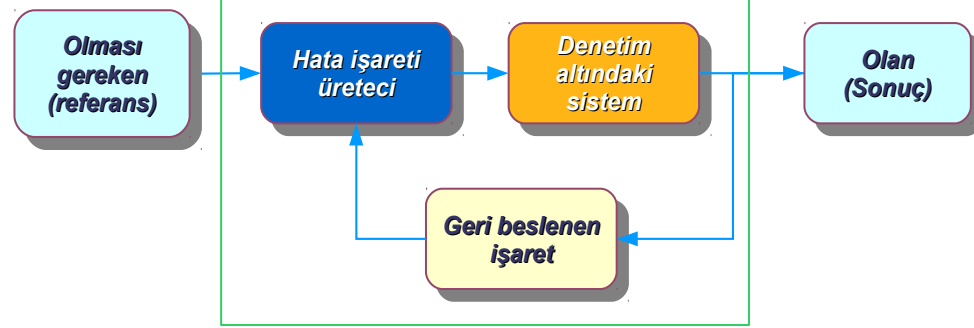 Olması
gereken
(referans)
Hata işareti
üreteci
Denetim
altındaki
sistem
Olan
(Sonuç)
Geri beslenen
işaret